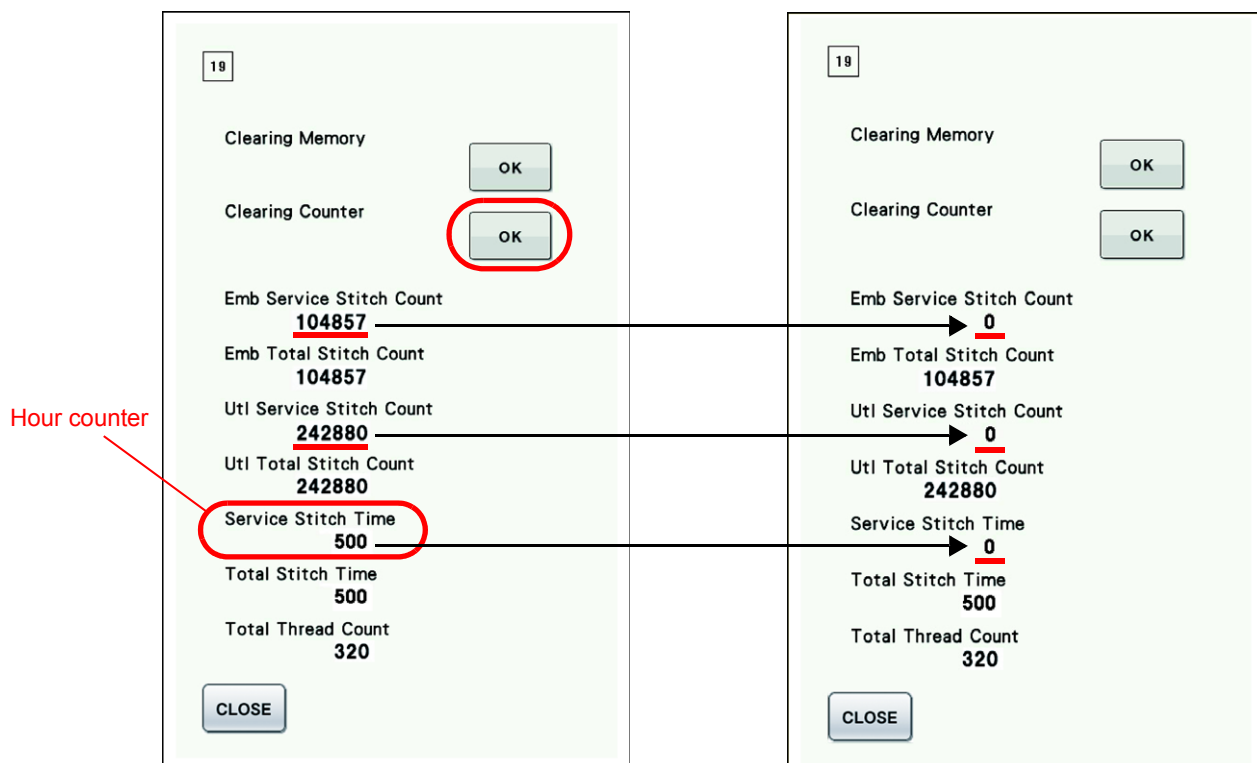 19
Clearing Memory
OK
Clearing Counter
OK
Emb Service Stitch Count
104857
Emb Total Stitch Count
104857
Utl Service Stitch Count
242880
Utl Total Stitch Count
242880
Hour counter
Service Stitch Time
500
Total Stitch Time
500
Total Thread Count
320
CLOSE
19
Clearing Memory
OK
Clearing Counter
OK
Emb Service Stitch Count
0
Emb Total Stitch Count
104857
Utl Service Stitch Count
0
Utl Total Stitch Count
242880
Service Stitch Time
0
Total Stitch Time
500
Total Thread Count
320
CLOSE